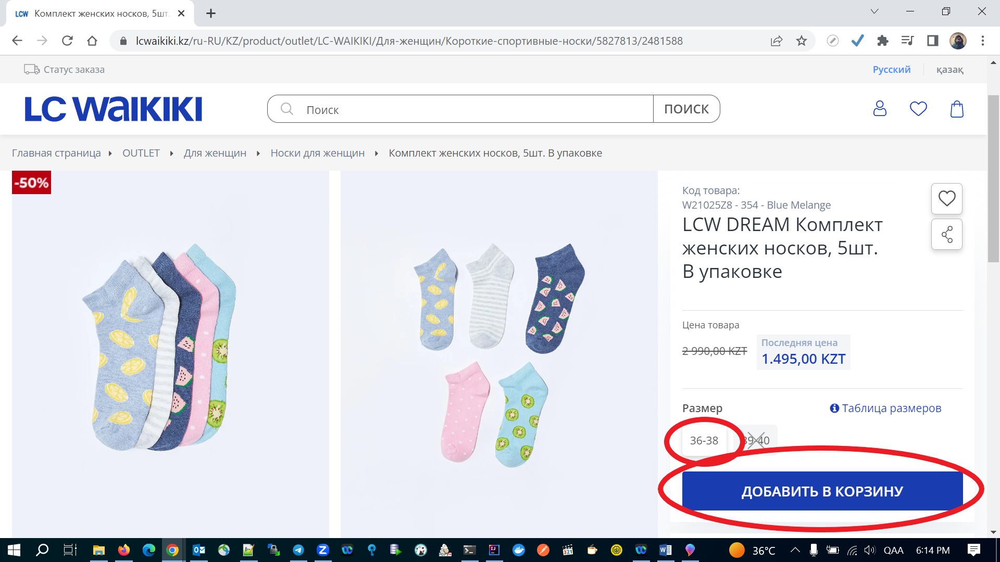 LCW Комплект женских носков, 5шт.
lcwaikiki.kz/ru-RU/KZ/product/outlet/LC-WAIKIKI/Для-женщин/Короткие-спортивные-носки/5827813/2481588
Статус заказа
Русский
қазақ
LC WAIKIKI
Поиск
ПОИСК
Главная страница
OUTLET
Для женщин
Носки для женщин
Комплект женских носков, 5шт. В упаковке
-50%
Код товара:
W21025Z8 - 354 - Blue Melange
LCW DREAM Комплект
женских носков, 5шт.
В упаковке
Цена товара
2 990,00 KZT
Последняя цена
1.495,00 KZT
Размер
Таблица размеров
36-38
39-40
ДОБАВИТЬ В КОРЗИНУ
36°C
QAA
6:14 PM